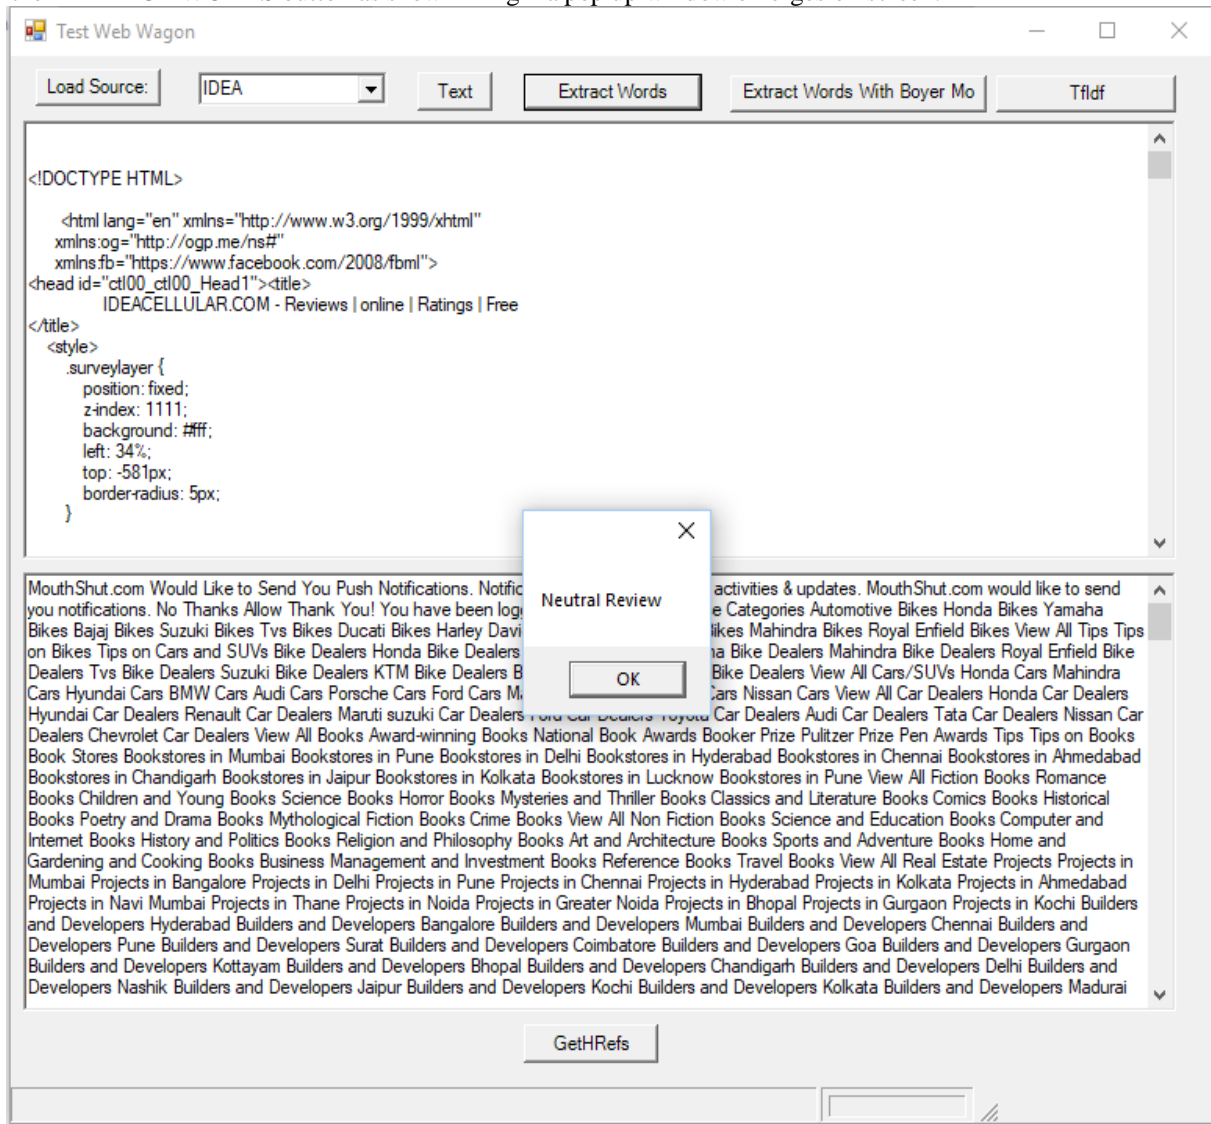 Test Web Wagon
Load Source:
IDEA
Text
Extract Words
Extract Words With Boyer Mo
TfIdf
<!DOCTYPE HTML>
<html lang="en" xmlns="http://www.w3.org/1999/xhtml"
xmlns:og="http://ogp.me/ns#"
xmlns:fb="https://www.facebook.com/2008/fbml">
<head id="ctl00_ctl00_Head1"><title>
IDEACELLULAR.COM - Reviews | online | Ratings | Free
</title>
<style>
.surveylayer {
position: fixed;
z-index: 1111;
background: #fff;
left: 34%;
top: -581px;
border-radius: 5px;
}
Neutral Review
OK
MouthShut.com Would Like to Send You Push Notifications. Notific activities & updates. MouthShut.com would like to send
you notifications. No Thanks Allow Thank You! You have been logg e Categories Automotive Bikes Honda Bikes Yamaha
Bikes Bajaj Bikes Suzuki Bikes Tvs Bikes Ducati Bikes Harley Davi ikes Mahindra Bikes Royal Enfield Bikes View All Tips Tips
on Bikes Tips on Cars and SUVs Bike Dealers Honda Bike Dealers na Bike Dealers Mahindra Bike Dealers Royal Enfield Bike
Dealers Tvs Bike Dealers Suzuki Bike Dealers KTM Bike Dealers B Bike Dealers View All Cars/SUVs Honda Cars Mahindra
Cars Hyundai Cars BMW Cars Audi Cars Porsche Cars Ford Cars Ma Cars Nissan Cars View All Car Dealers Honda Car Dealers
Hyundai Car Dealers Renault Car Dealers Maruti suzuki Car Dealers Ford Car Dealers Toyota Car Dealers Audi Car Dealers Tata Car Dealers Nissan Car
Dealers Chevrolet Car Dealers View All Books Award-winning Books National Book Awards Booker Prize Pulitzer Prize Pen Awards Tips Tips on Books
Book Stores Bookstores in Mumbai Bookstores in Pune Bookstores in Delhi Bookstores in Hyderabad Bookstores in Chennai Bookstores in Ahmedabad
Bookstores in Chandigarh Bookstores in Jaipur Bookstores in Kolkata Bookstores in Lucknow Bookstores in Pune View All Fiction Books Romance
Books Children and Young Books Science Books Horror Books Mysteries and Thriller Books Classics and Literature Books Comics Books Historical
Books Poetry and Drama Books Mythological Fiction Books Crime Books View All Non Fiction Books Science and Education Books Computer and
Internet Books History and Politics Books Religion and Philosophy Books Art and Architecture Books Sports and Adventure Books Home and
Gardening and Cooking Books Business Management and Investment Books Reference Books Travel Books View All Real Estate Projects Projects in
Mumbai Projects in Bangalore Projects in Delhi Projects in Pune Projects in Chennai Projects in Hyderabad Projects in Kolkata Projects in Ahmedabad
Projects in Navi Mumbai Projects in Thane Projects in Noida Projects in Greater Noida Projects in Bhopal Projects in Gurgaon Projects in Kochi Builders
and Developers Hyderabad Builders and Developers Bangalore Builders and Developers Mumbai Builders and Developers Chennai Builders and
Developers Pune Builders and Developers Surat Builders and Developers Coimbatore Builders and Developers Goa Builders and Developers Gurgaon
Builders and Developers Kottayam Builders and Developers Bhopal Builders and Developers Chandigarh Builders and Developers Delhi Builders and
Developers Nashik Builders and Developers Jaipur Builders and Developers Kochi Builders and Developers Kolkata Builders and Developers Madurai
GetHRefs